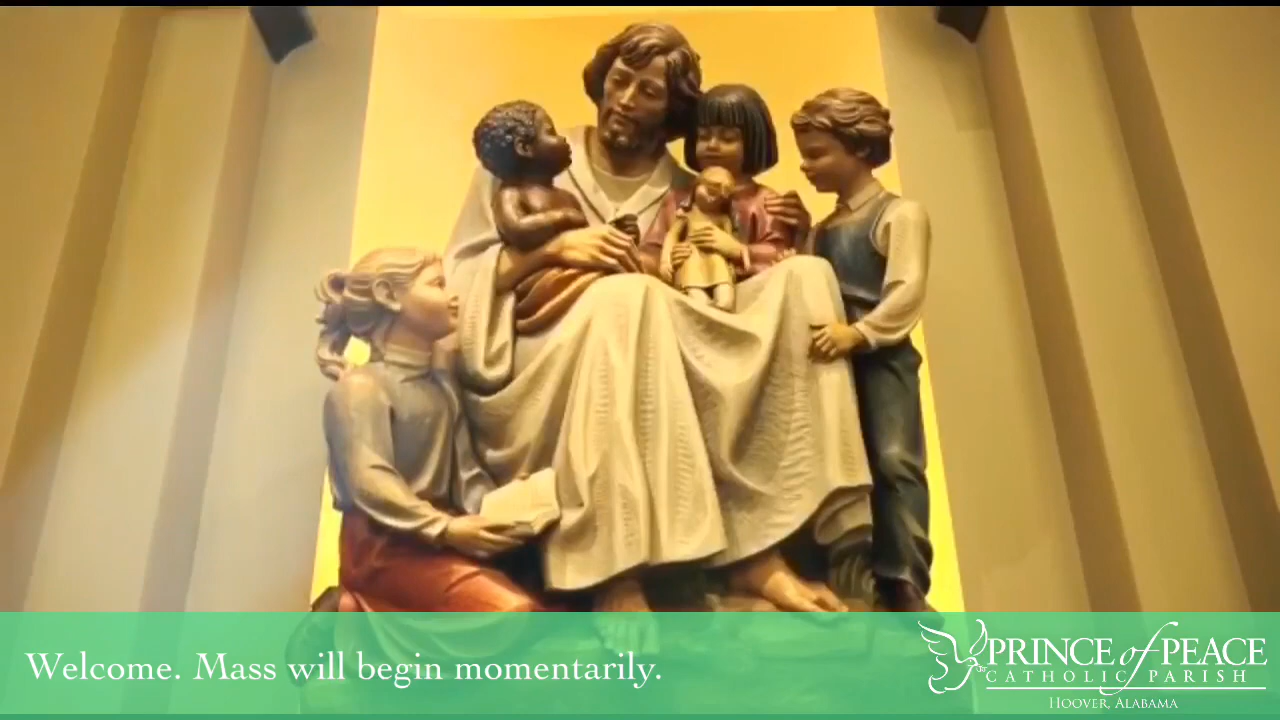 Welcome. Mass will begin momentarily.
PRINCE of PEACE
CATHOLIC PARISH
HOOVER, ALABAMA